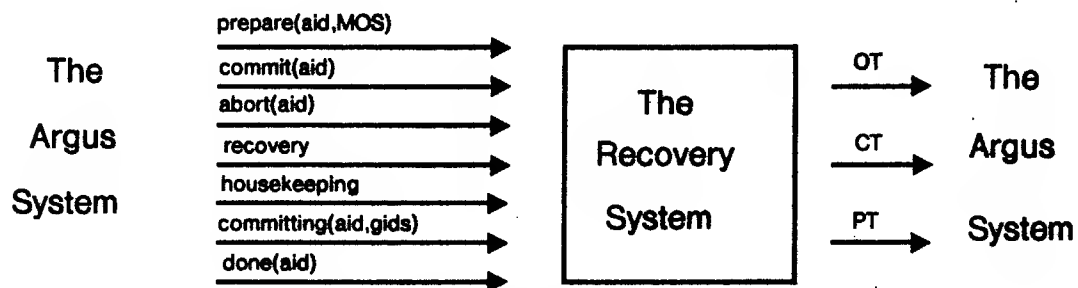 The
Argus
System
prepare(aid,MOS)
commit(aid)
abort(aid)
recovery
housekeeping
committing(aid,gids)
done(aid)
The
Recovery
System
OT
CT
PT
The
Argus
System